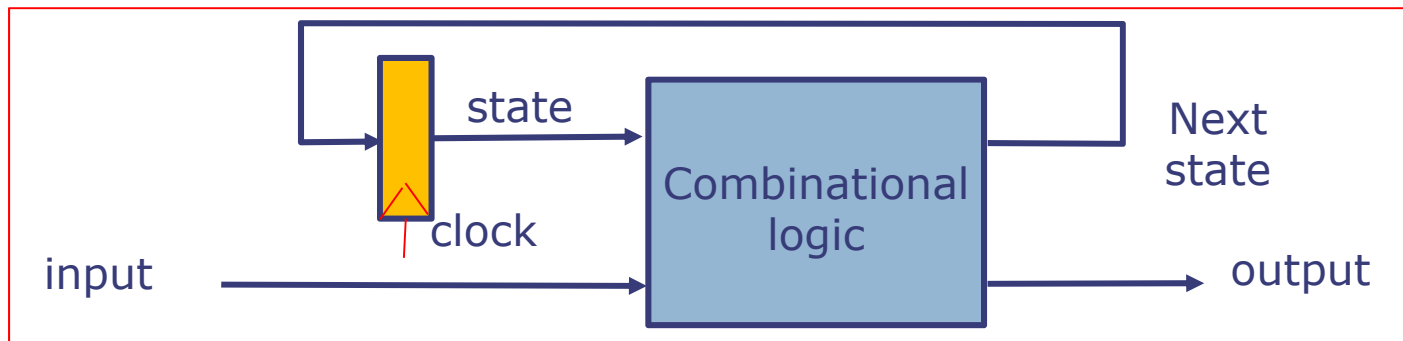 state
Next
state
Combinational
logic
clock
input
output